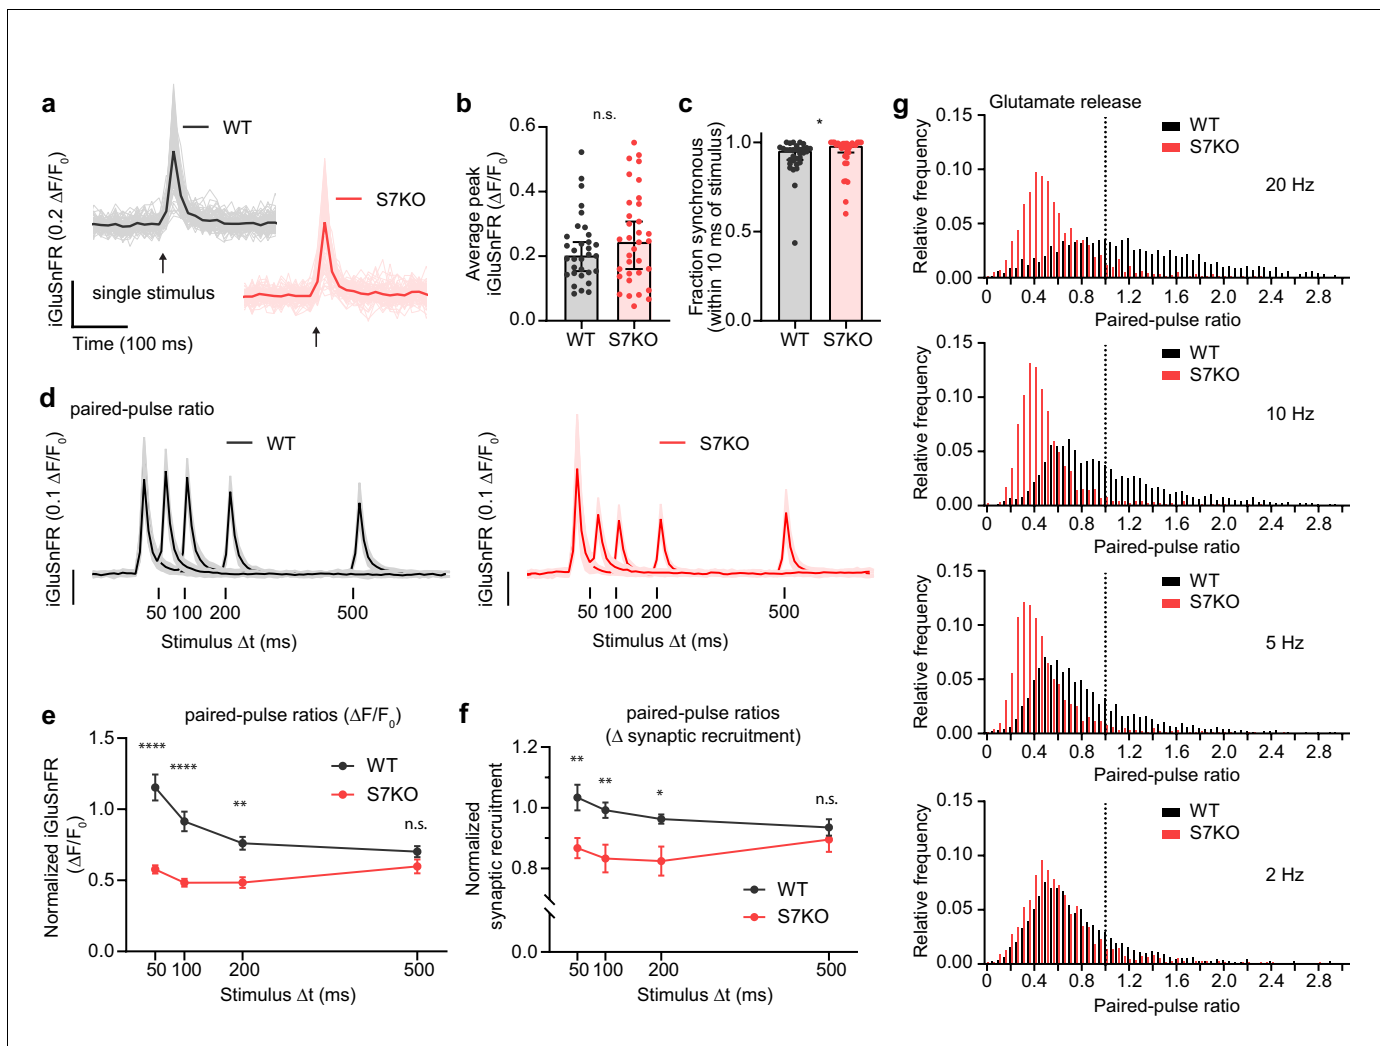 a
WT
S7KO
iGluSnFR (0.2 ΔF/F0)
single stimulus
Time (100 ms)
b
n.s.
Average peak
iGluSnFR (ΔF/F0)
0.6
0.4
0.2
0.0
WT
S7KO
c
*
Fraction synchronous
(within 10 ms of stimulus)
1.0
0.5
0.0
WT
S7KO
d
paired-pulse ratio
WT
iGluSnFR (0.1 ΔF/F0)
50
100
200
500
Stimulus Δt (ms)
S7KO
iGluSnFR (0.1 ΔF/F0)
50
100
200
500
Stimulus Δt (ms)
e
paired-pulse ratios (ΔF/F0)
Normalized iGluSnFR
(ΔF/F0)
1.5
1.0
0.5
0.0
****
****
**
n.s.
WT
S7KO
50
100
200
500
Stimulus Δt (ms)
f
paired-pulse ratios
(Δ synaptic recruitment)
Normalized
synaptic recruitment
1.2
1.0
0.8
0.0
**
**
*
n.s.
WT
S7KO
50
100
200
500
Stimulus Δt (ms)
g
Glutamate release
WT
S7KO
20 Hz
Relative frequency
0.15
0.10
0.05
0.00
0 0.4 0.8 1.2 1.6 2.0 2.4 2.8
Paired-pulse ratio
WT
S7KO
10 Hz
Relative frequency
0.15
0.10
0.05
0.00
0 0.4 0.8 1.2 1.6 2.0 2.4 2.8
Paired-pulse ratio
WT
S7KO
5 Hz
Relative frequency
0.15
0.10
0.05
0.00
0 0.4 0.8 1.2 1.6 2.0 2.4 2.8
Paired-pulse ratio
WT
S7KO
2 Hz
Relative frequency
0.15
0.10
0.05
0.00
0 0.4 0.8 1.2 1.6 2.0 2.4 2.8
Paired-pulse ratio